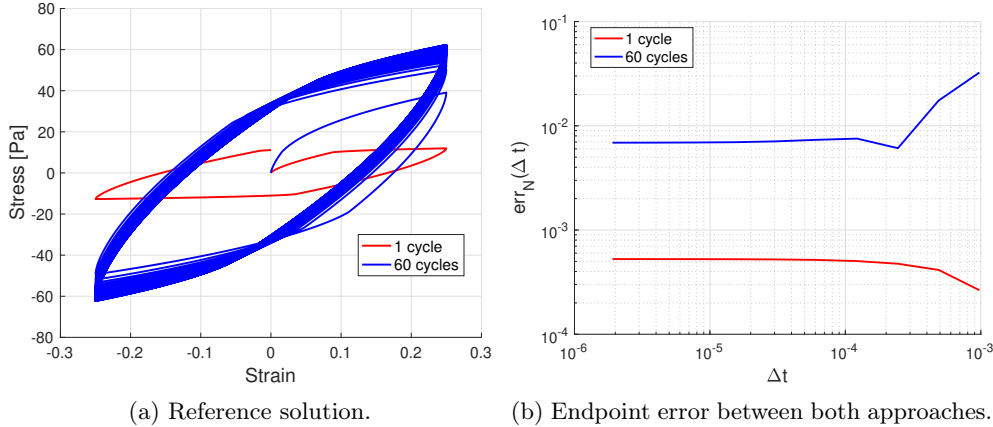 80
60
40
20
0
-20
-40
-60
-80
Stress [Pa]
1 cycle
60 cycles
-0.3 -0.2 -0.1 0 0.1 0.2 0.3
Strain
(a) Reference solution.
10^-1
10^-2
10^-3
10^-4
err_N(Δ t)
1 cycle
60 cycles
10^-6 10^-5 10^-4 10^-3
Δt
(b) Endpoint error between both approaches.